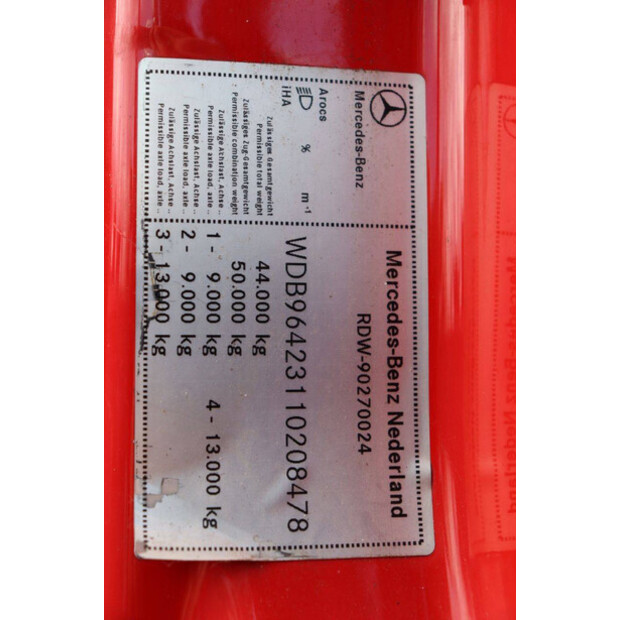 Mercedes-Benz
Mercedes-Benz Nederland
RDW-90270024
Arocs
% m⁻¹
iHA
WDB96423110208478
Zulässiges Gesamtgewicht
Permissible total weight
44.000 kg
Zulässiges Zug-Gesamtgewicht
Permissible combination weight
50.000 kg
Zulässige Achslast, Achse ..
Permissible axle load, axle ..
1 - 9.000 kg 4 - 13.000 kg
Zulässige Achslast, Achse ..
Permissible axle load, axle ..
2 - 9.000 kg
Zulässige Achslast, Achse ..
Permissible axle load, axle ..
3 - 13.000 kg